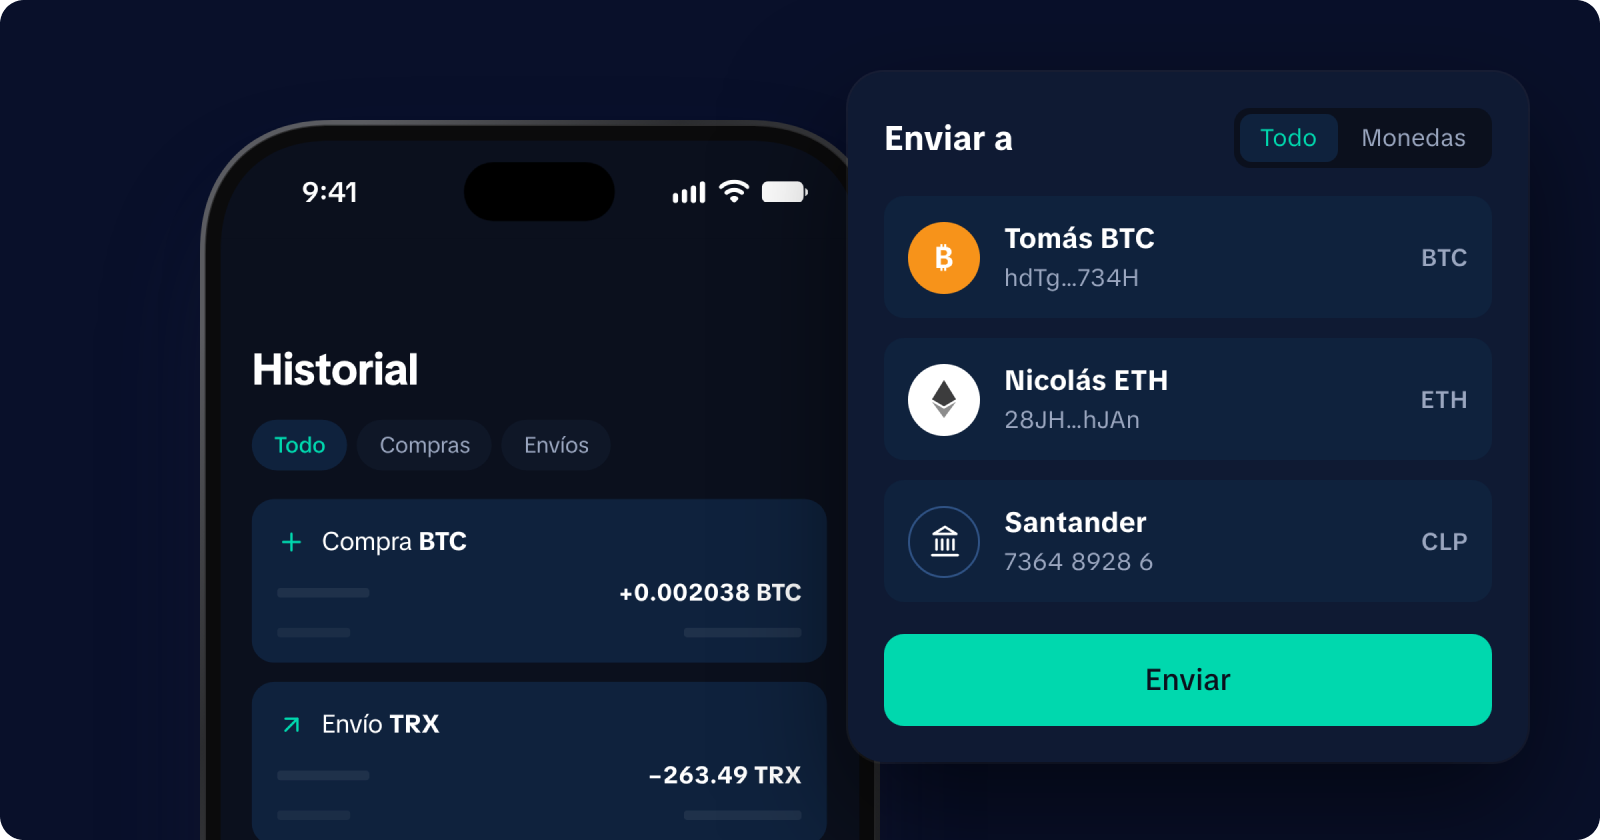 9:41
Historial
Todo Compras Envíos
Compra BTC
+0.002038 BTC
Envío TRX
-263.49 TRX
Enviar a
Todo Monedas
Tomás BTC
hdTg...734H
BTC
Nicolás ETH
28JH...hJAn
ETH
Santander
7364 8928 6
CLP
Enviar